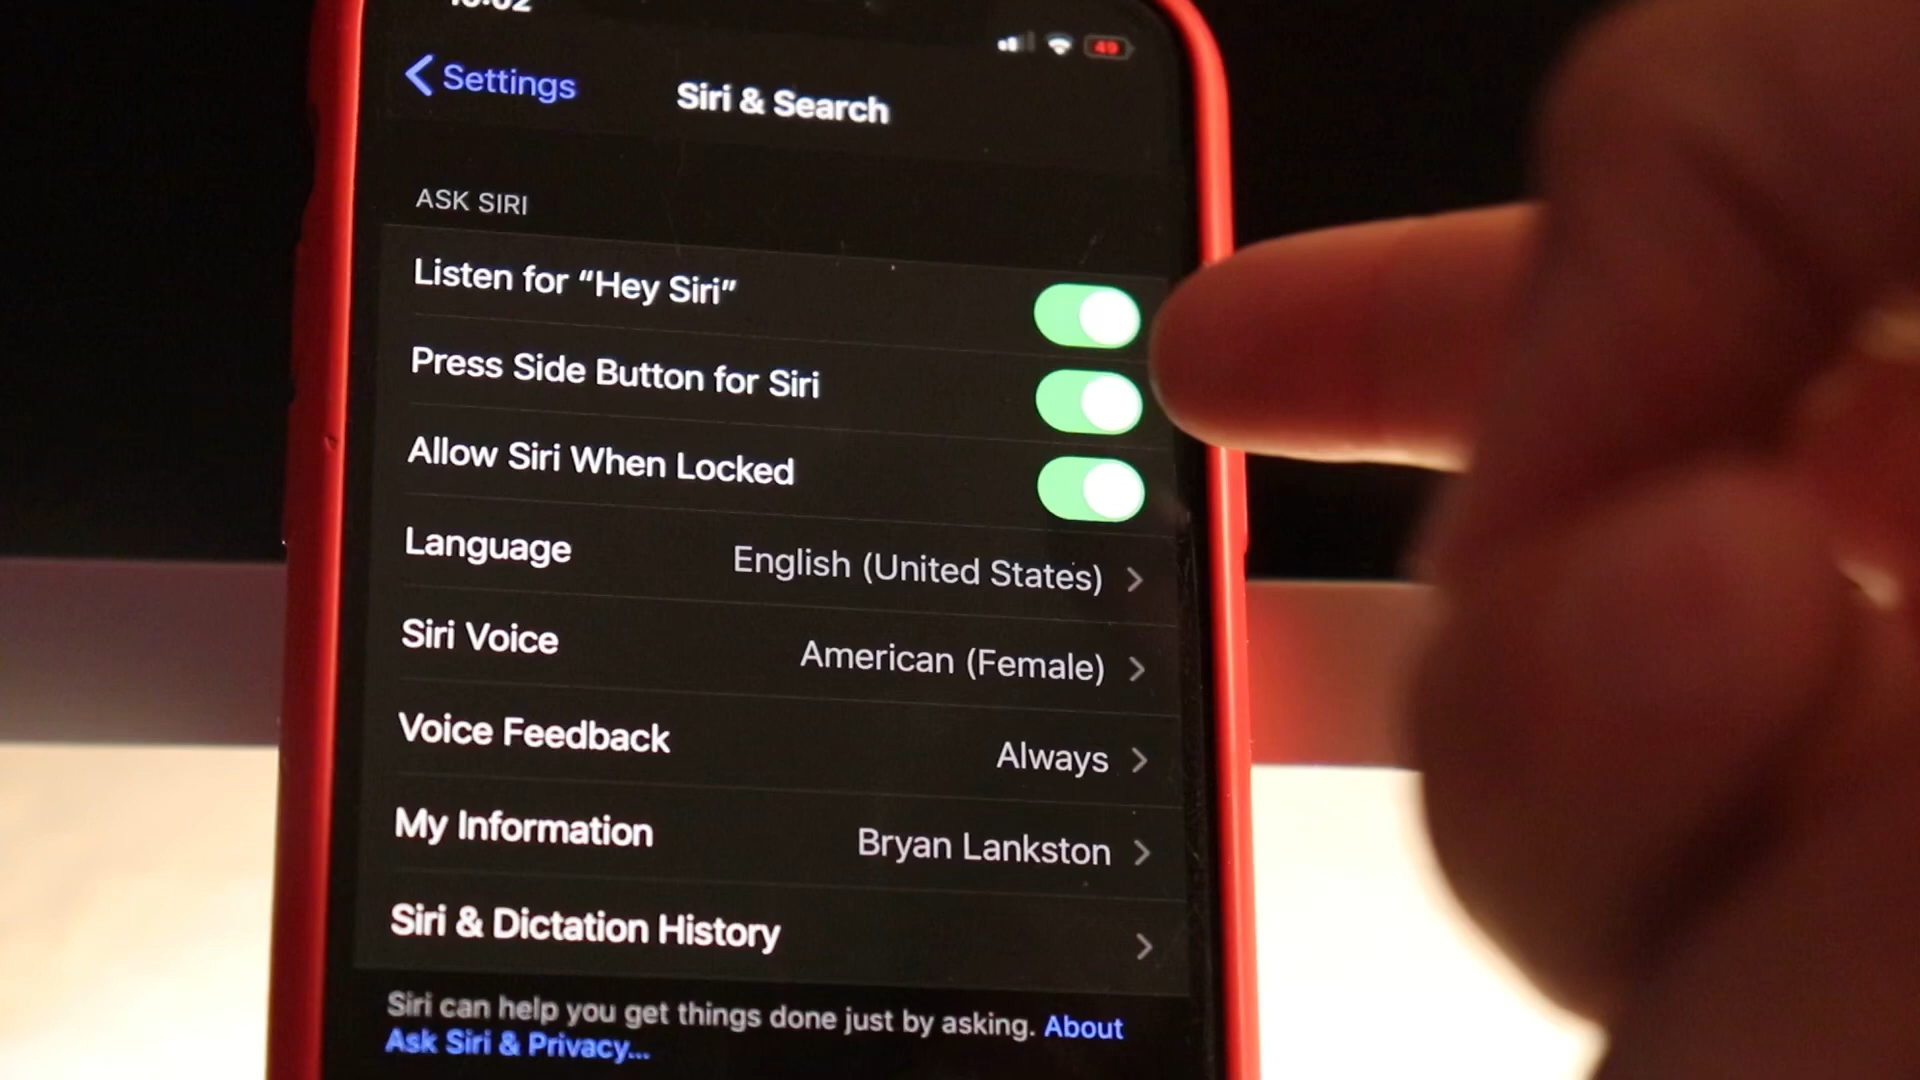 49
Settings
Siri & Search
ASK SIRI
Listen for “Hey Siri”
Press Side Button for Siri
Allow Siri When Locked
Language English (United States)
Siri Voice American (Female)
Voice Feedback Always
My Information Bryan Lankston
Siri & Dictation History
Siri can help you get things done just by asking. About
Ask Siri & Privacy...